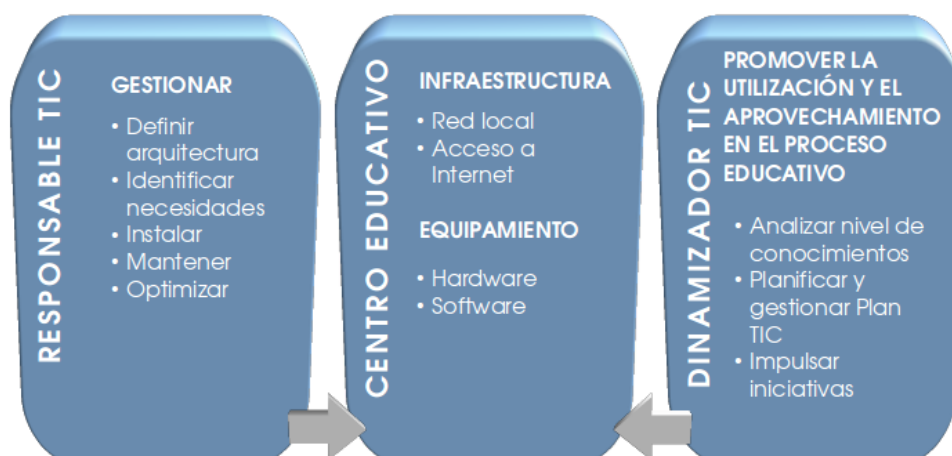 RESPONSABLE TIC
GESTIONAR
• Definir
arquitectura
• Identificar
necesidades
• Instalar
• Mantener
• Optimizar
CENTRO EDUCATIVO
INFRAESTRUCTURA
• Red local
• Acceso a
Internet
EQUIPAMIENTO
• Hardware
• Software
DINAMIZADOR TIC
PROMOVER LA
UTILIZACIÓN Y EL
APROVECHAMIENTO
EN EL PROCESO
EDUCATIVO
• Analizar nivel de
conocimientos
• Planificar y
gestionar Plan
TIC
• Impulsar
iniciativas